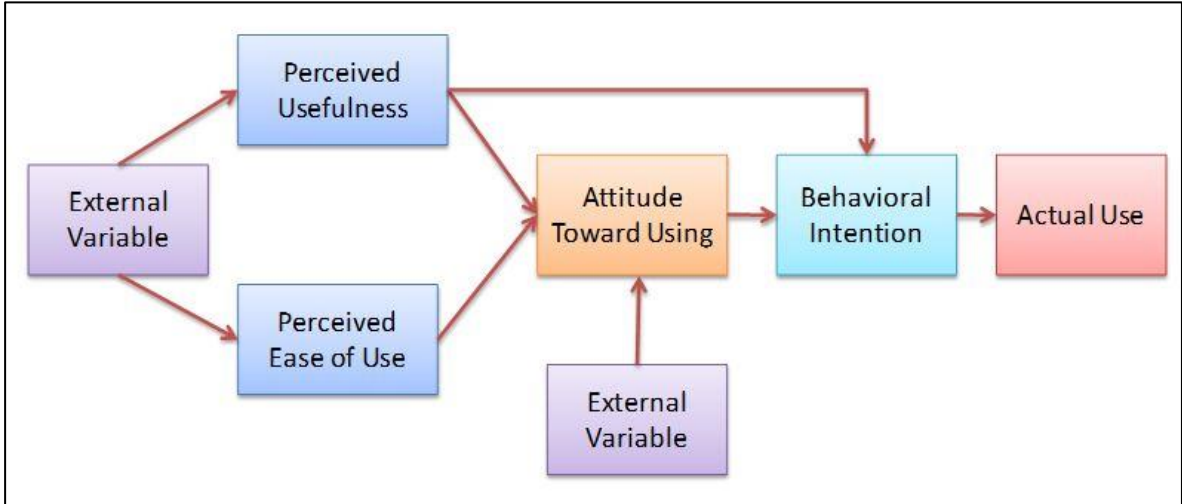 Perceived
Usefulness
External
Variable
Perceived
Ease of Use
Attitude
Toward Using
External
Variable
Behavioral
Intention
Actual Use